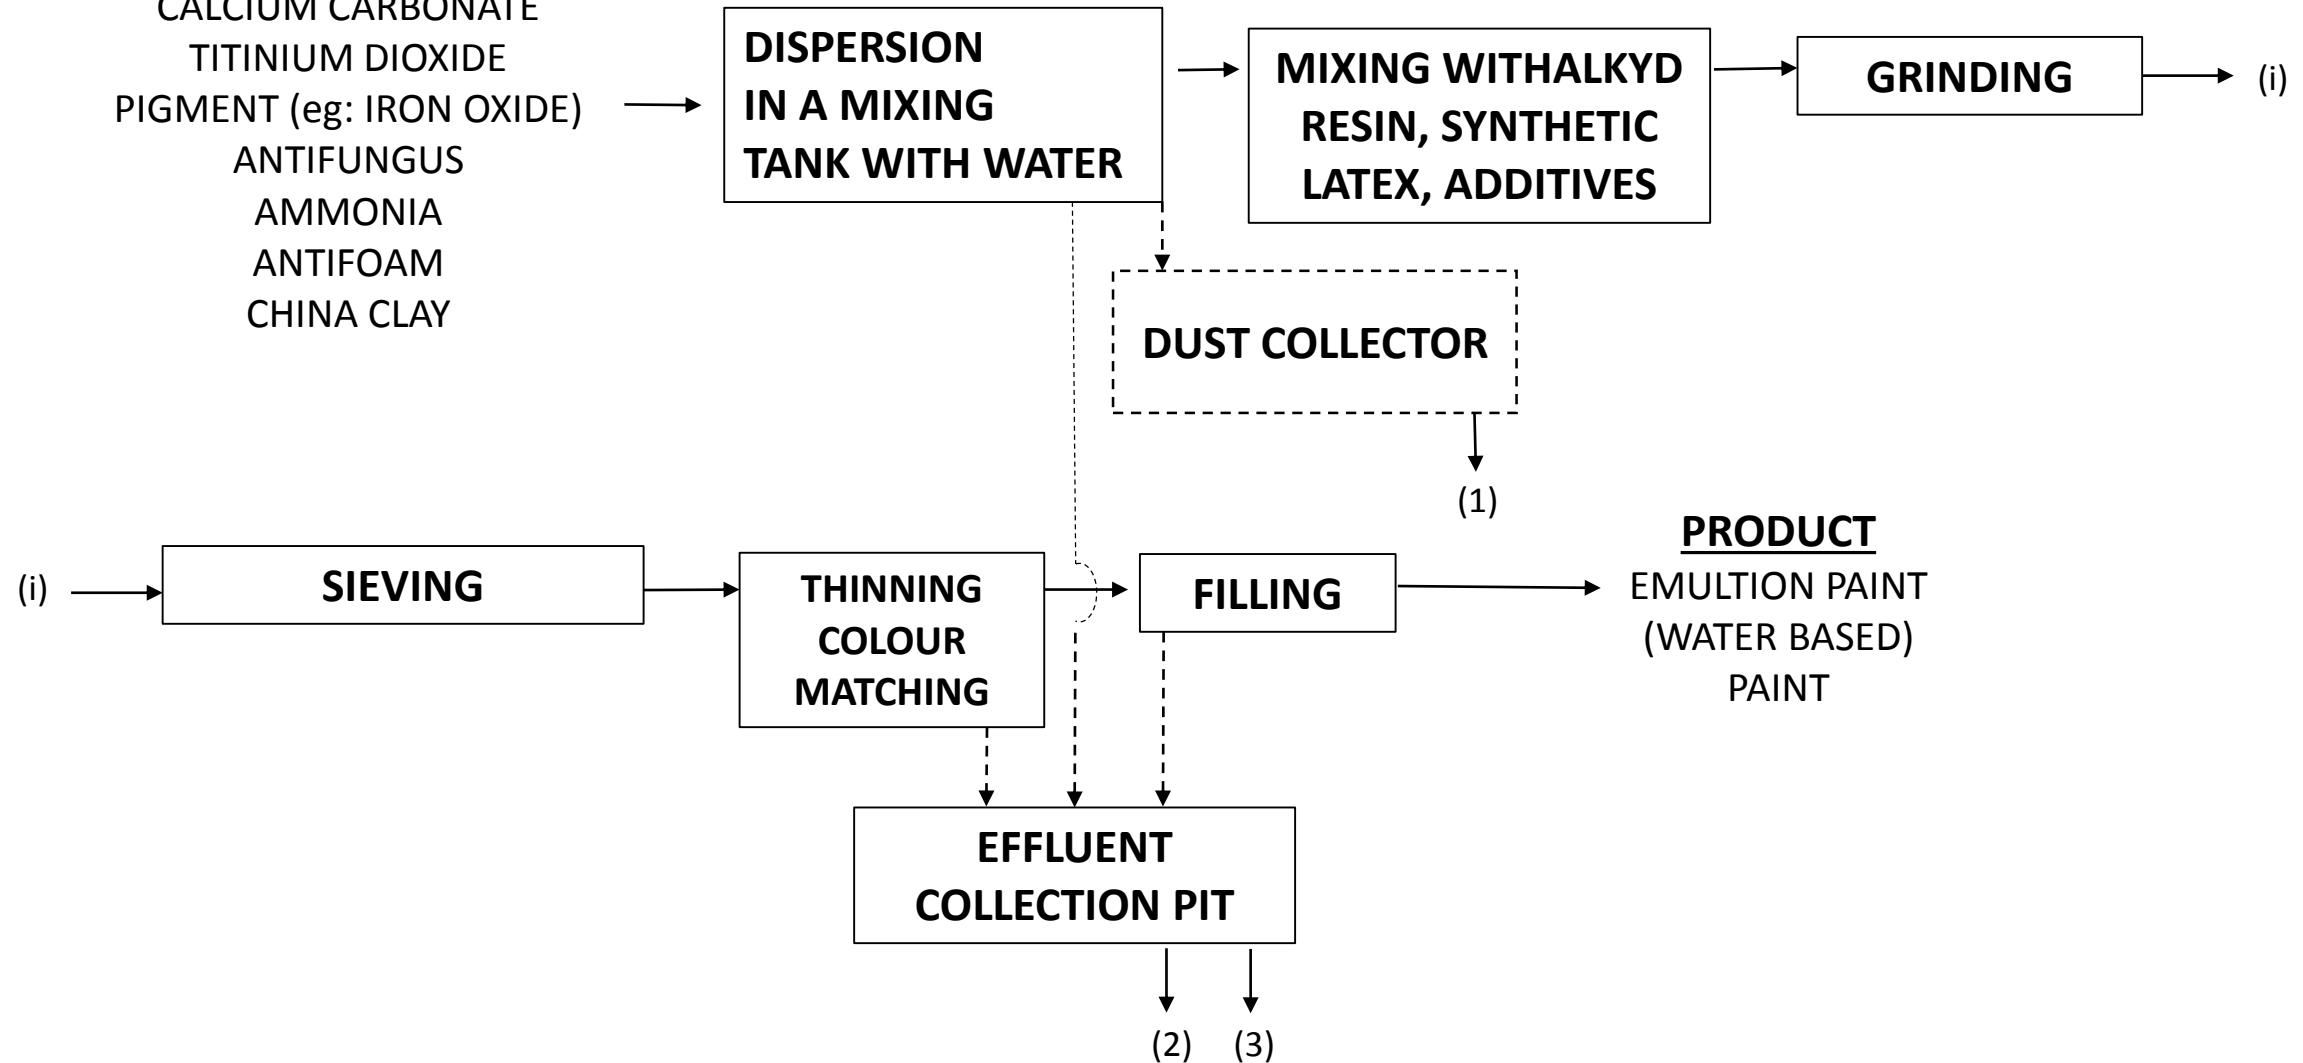 CALCIUM CARBONATE
TITINIUM DIOXIDE
PIGMENT (eg: IRON OXIDE)
ANTIFUNGUS
AMMONIA
ANTIFOAM
CHINA CLAY
DISPERSION
IN A MIXING
TANK WITH WATER
MIXING WITHALKYD
RESIN, SYNTHETIC
LATEX, ADDITIVES
GRINDING
(i)
DUST COLLECTOR
(1)
(i)
SIEVING
THINNING
COLOUR
MATCHING
FILLING
PRODUCT
EMULTION PAINT
(WATER BASED)
PAINT
EFFLUENT
COLLECTION PIT
(2)
(3)